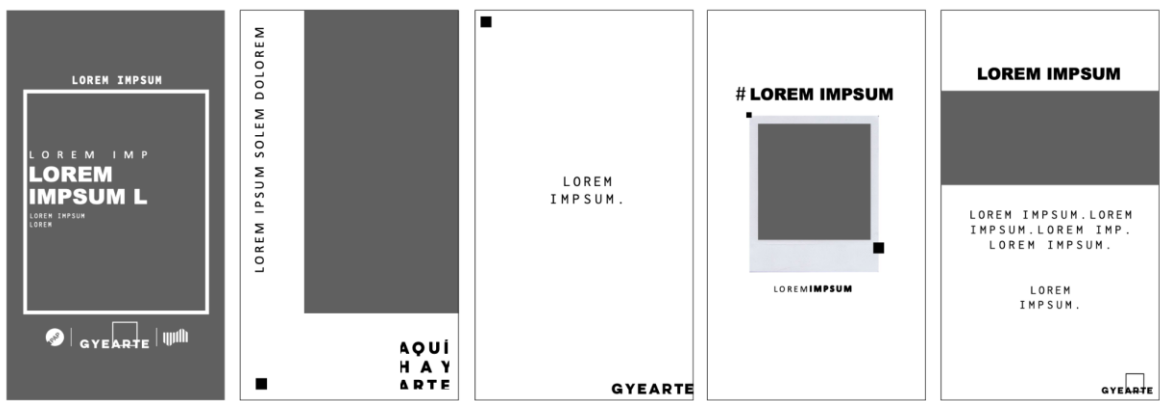 LOREM IMPSUM
LOREM IMP
LOREM
IMPSUM L
LOREM IMPSUM
LOREM
GYEARTE
LOREM IPSUM SOLEM DOLOREM
AQUÍ
HAY
ARTE
LOREM
IMPSUM.
GYEARTE
# LOREM IMPSUM
LOREMIMPSUM
LOREM IMPSUM
LOREM IMPSUM.LOREM
IMPSUM.LOREM IMP.
LOREM IMPSUM.
LOREM
IMPSUM.
GYEARTE